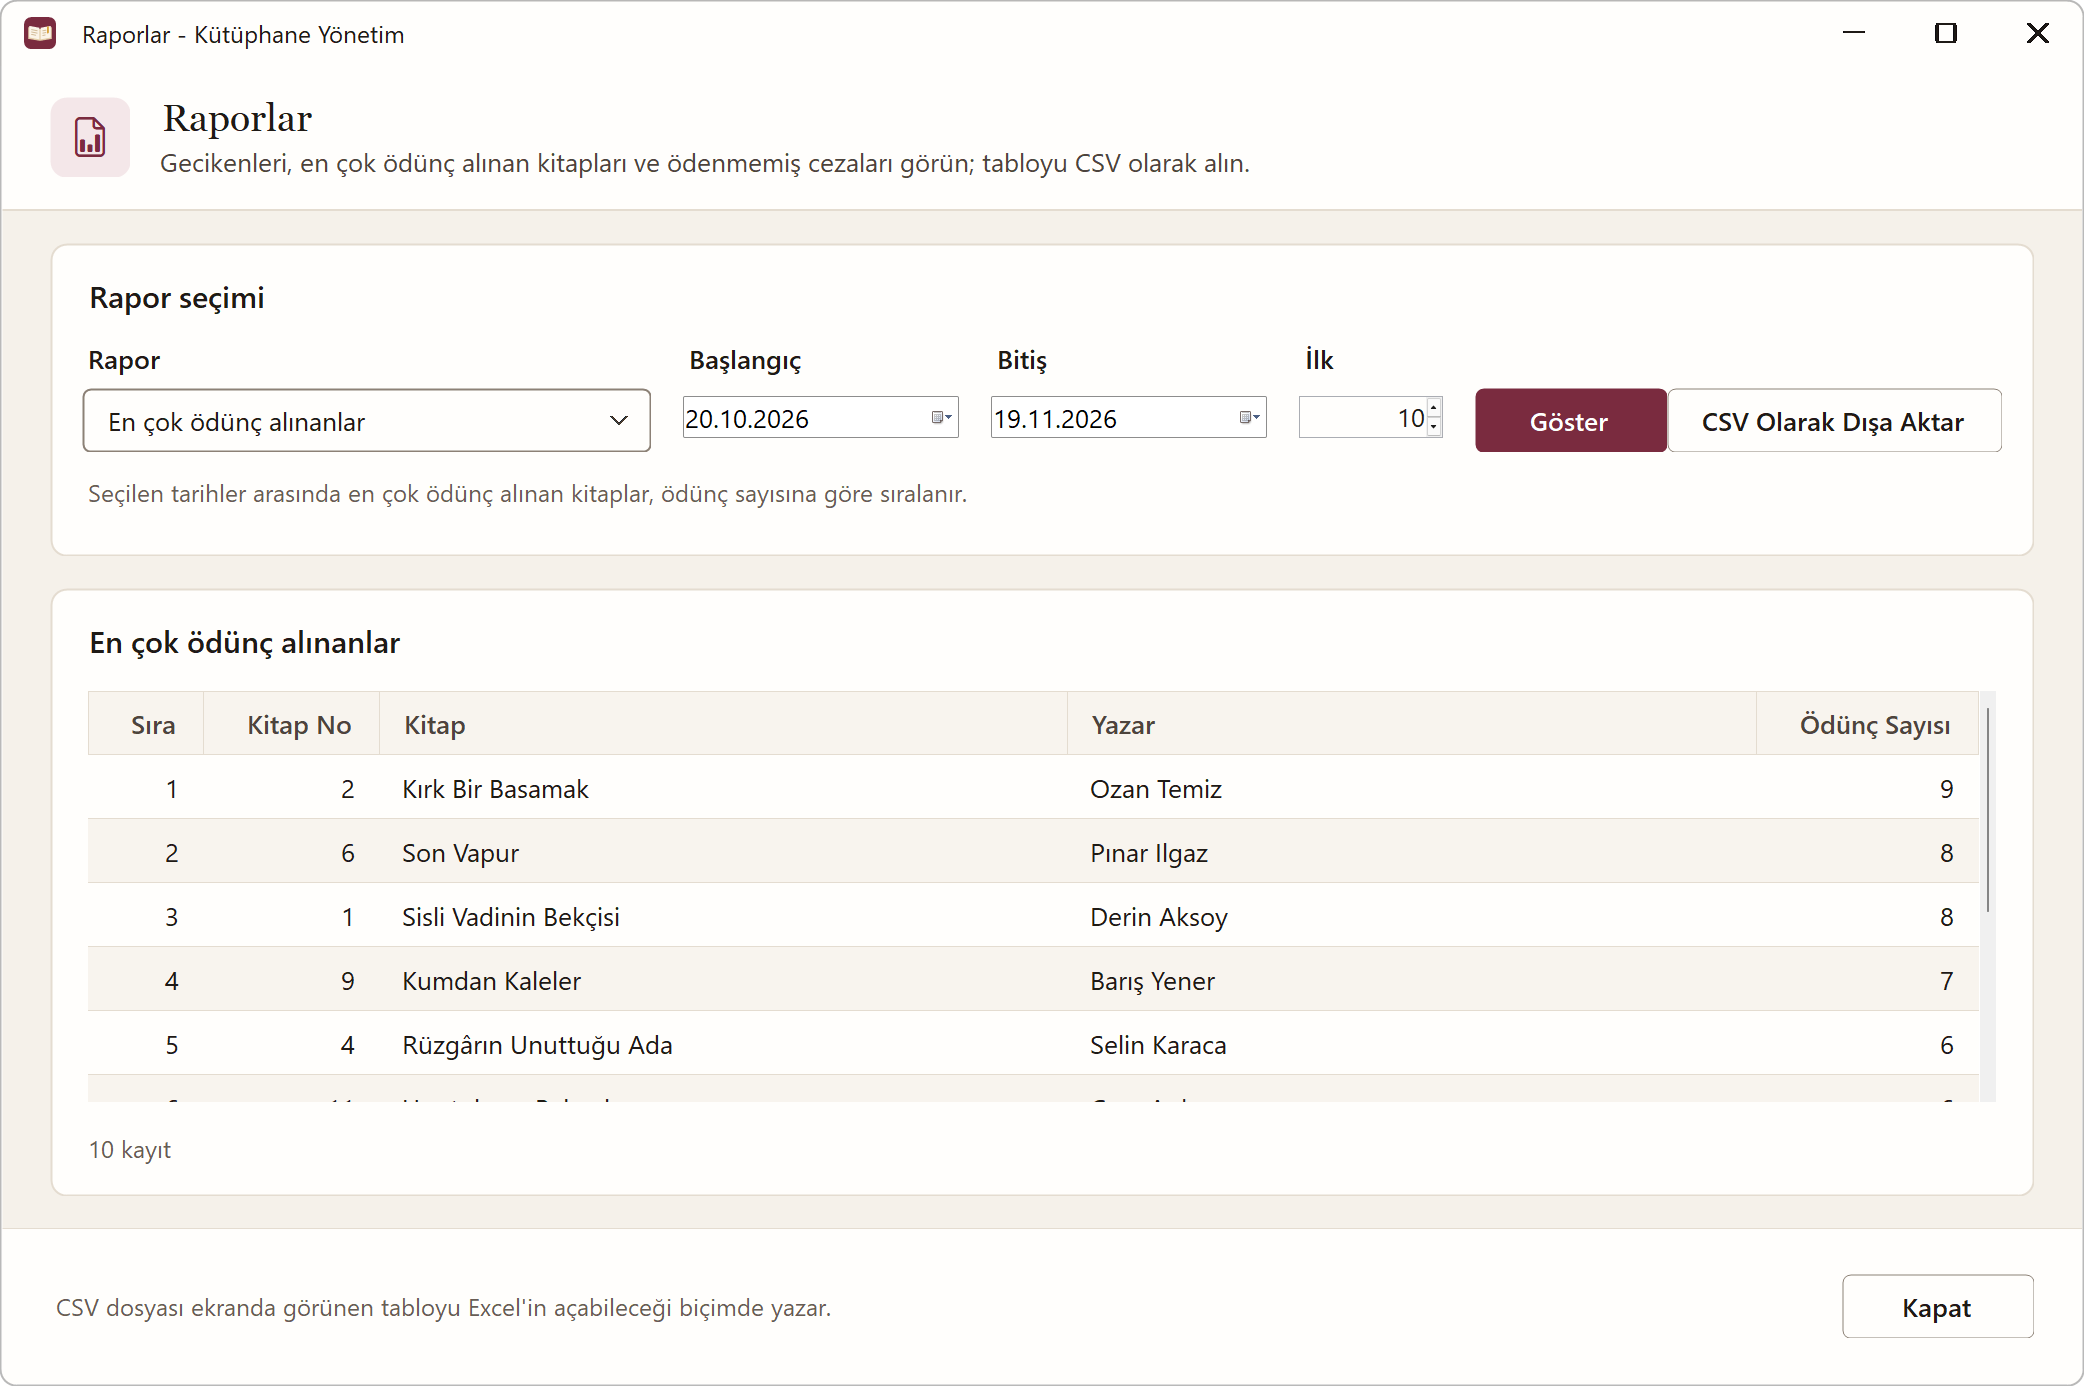 Raporlar - Kütüphane Yönetim
Raporlar
Gecikenleri, en çok ödünç alınan kitapları ve ödenmemiş cezaları görün; tabloyu CSV olarak alın.
Rapor seçimi
Rapor Başlangıç Bitiş İlk
En çok ödünç alınanlar 20.10.2026 19.11.2026 10 Göster CSV Olarak Dışa Aktar
Seçilen tarihler arasında en çok ödünç alınan kitaplar, ödünç sayısına göre sıralanır.
En çok ödünç alınanlar
Sıra Kitap No Kitap Yazar Ödünç Sayısı
1 2 Kırk Bir Basamak Ozan Temiz 9
2 6 Son Vapur Pınar Ilgaz 8
3 1 Sisli Vadinin Bekçisi Derin Aksoy 8
4 9 Kumdan Kaleler Barış Yener 7
5 4 Rüzgârın Unuttuğu Ada Selin Karaca 6
10 kayıt
CSV dosyası ekranda görünen tabloyu Excel'in açabileceği biçimde yazar.
Kapat